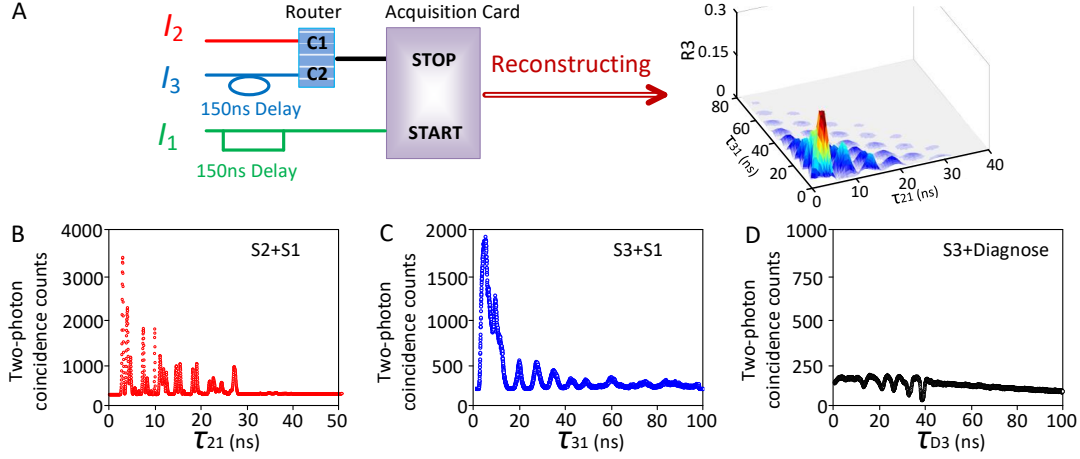 A
Router
Acquisition Card
I2
C1
STOP
I3
C2
150ns Delay
I1
START
150ns Delay
Reconstructing
R3
0.3
0.15
0
80
60
40
20
0
τ31 (ns)
0
10
20
30
40
τ21 (ns)
B
S2+S1
Two-photon
coincidence counts
4000
3000
2000
1000
0
0 10 20 30 40 50
τ21 (ns)
C
S3+S1
Two-photon
coincidence counts
2000
1500
1000
500
0
0 20 40 60 80 100
τ31 (ns)
D
S3+Diagnose
Two-photon
coincidence counts
1000
750
500
250
0
0 20 40 60 80 100
τD3 (ns)